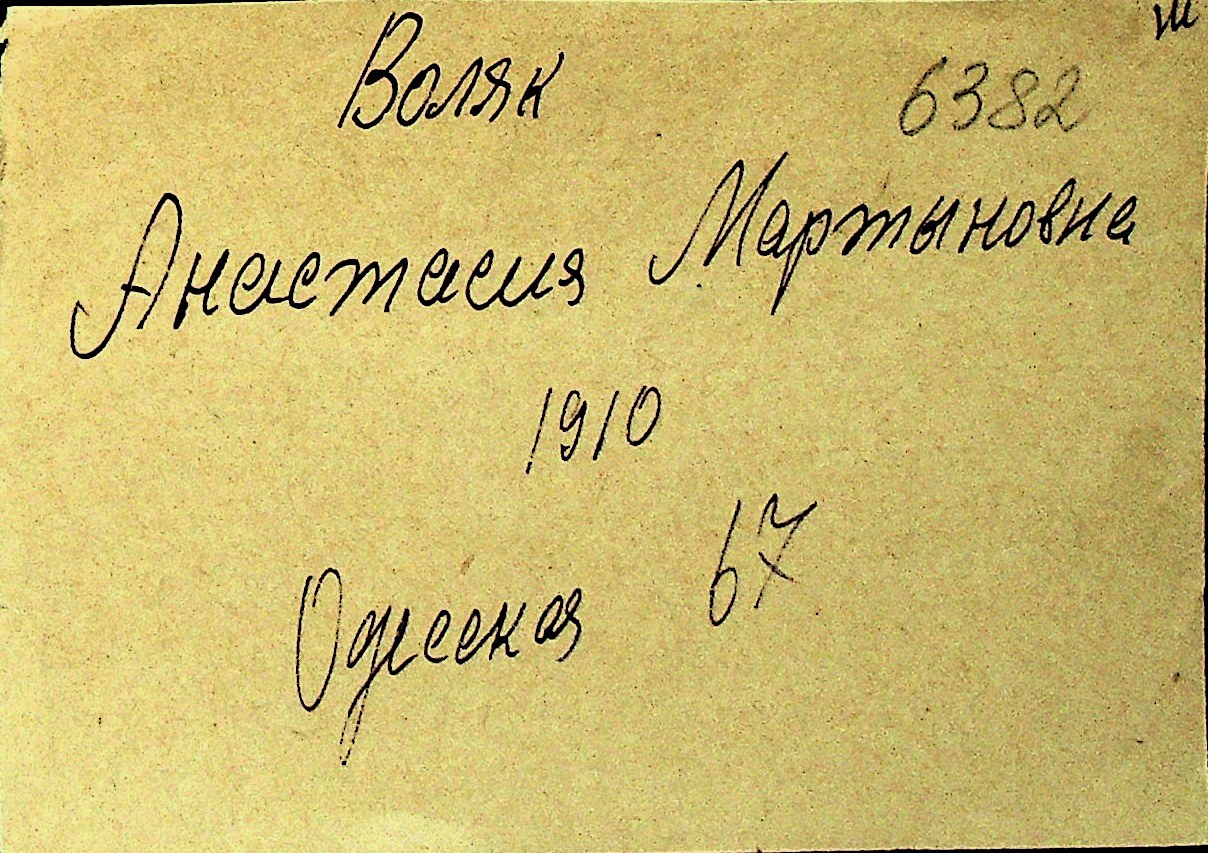 Воляк
6382
Анастасия Мартыновна
1910
Одесская 67